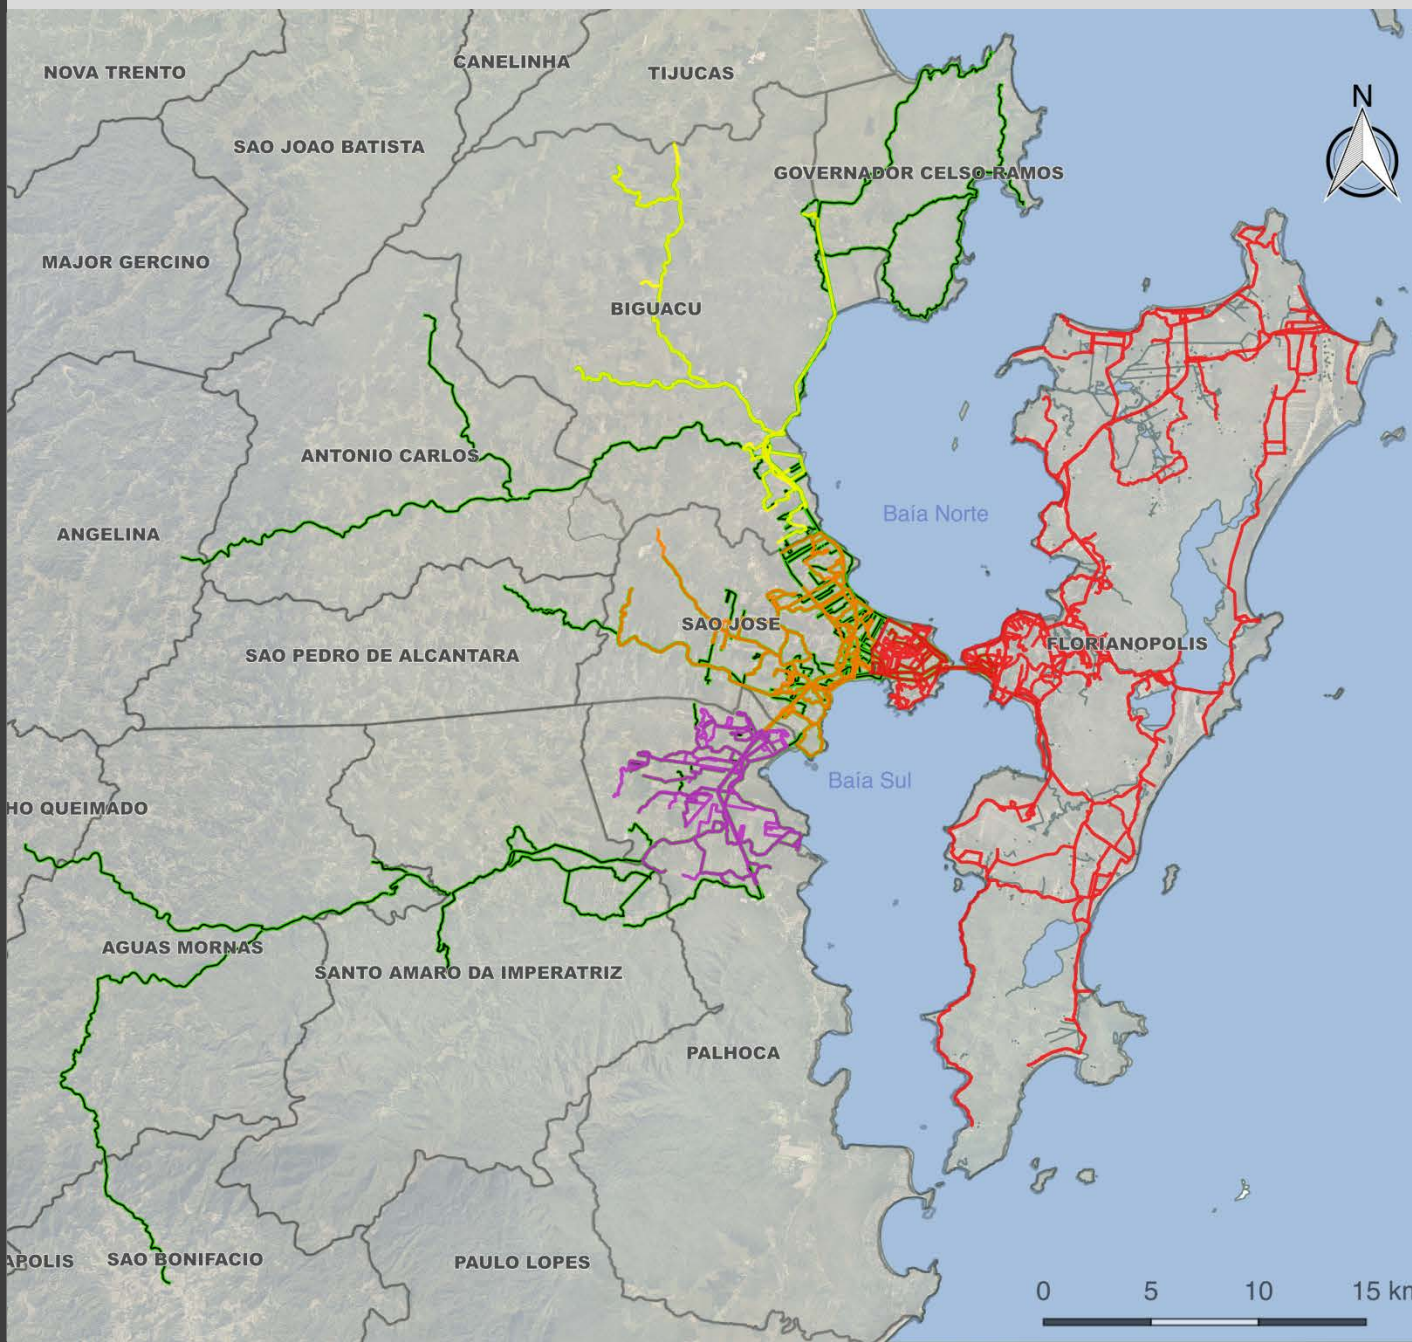 CANELINHA
NOVA TRENTO
TIJUCAS
N
SAO JOAO BATISTA
GOVERNADOR CELSO RAMOS
MAJOR GERCINO
BIGUACU
ANTONIO CARLOS
Baía Norte
ANGELINA
SAO JOSE
FLORIANOPOLIS
SAO PEDRO DE ALCANTARA
Baía Sul
HO QUEIMADO
AGUAS MORNAS
SANTO AMARO DA IMPERATRIZ
PALHOCA
APOLIS
SAO BONIFACIO
PAULO LOPES
0 5 10 15 km